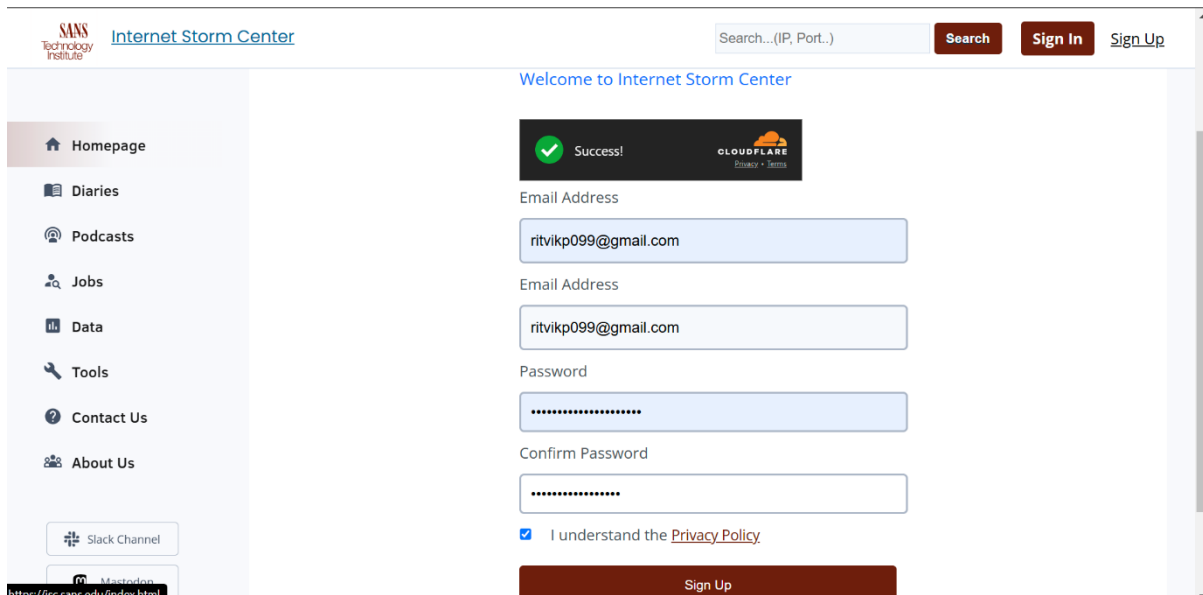 SANS
Technology
Institute
Internet Storm Center
Search...(IP, Port..)
Search
Sign In
Sign Up
Welcome to Internet Storm Center
Homepage
Diaries
Podcasts
Jobs
Data
Tools
Contact Us
About Us
Slack Channel
Mastodon
https://isc.sans.edu/index.html
Success!
CLOUDFLARE
Privacy • Terms
Email Address
ritvikp099@gmail.com
Email Address
ritvikp099@gmail.com
Password
•••••••••••••••••••••
Confirm Password
•••••••••••••••••
I understand the Privacy Policy
Sign Up